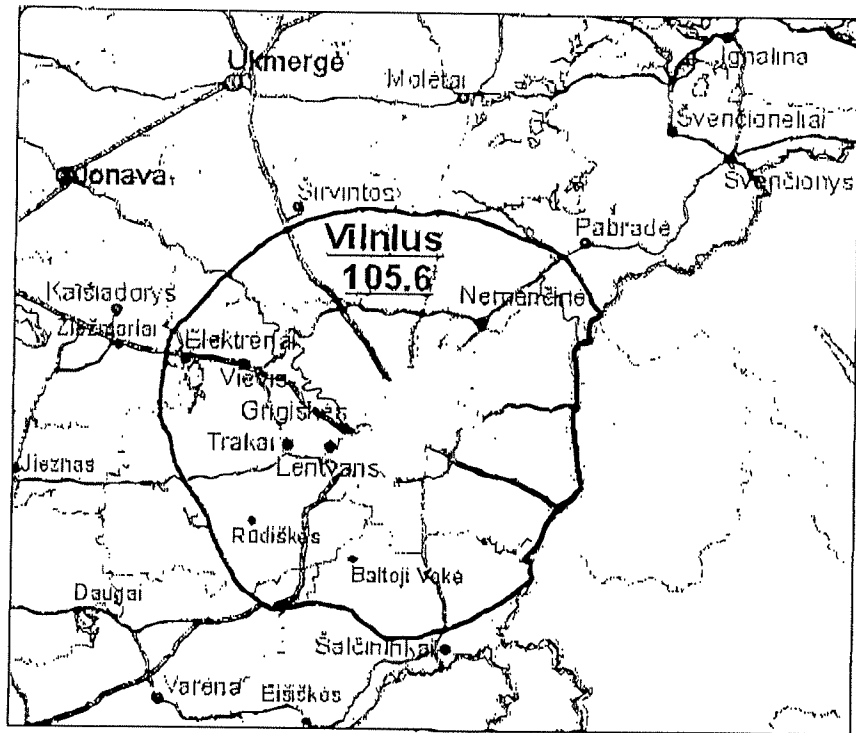 Ukmergė
Molėtai
Ignalina
Švenčionėliai
Jonava
Švenčionys
Širvintos
Pabradė
Vilnius
105.6
Nemenčinė
Kaišiadorys
Žiežmariai
Elektrėnai
Vievis
Grigiškės
Trakai
Lentvaris
Jieznas
Rūdiškės
Baltoji Vokė
Daugai
Šalčininkai
Varėna
Eišiškės